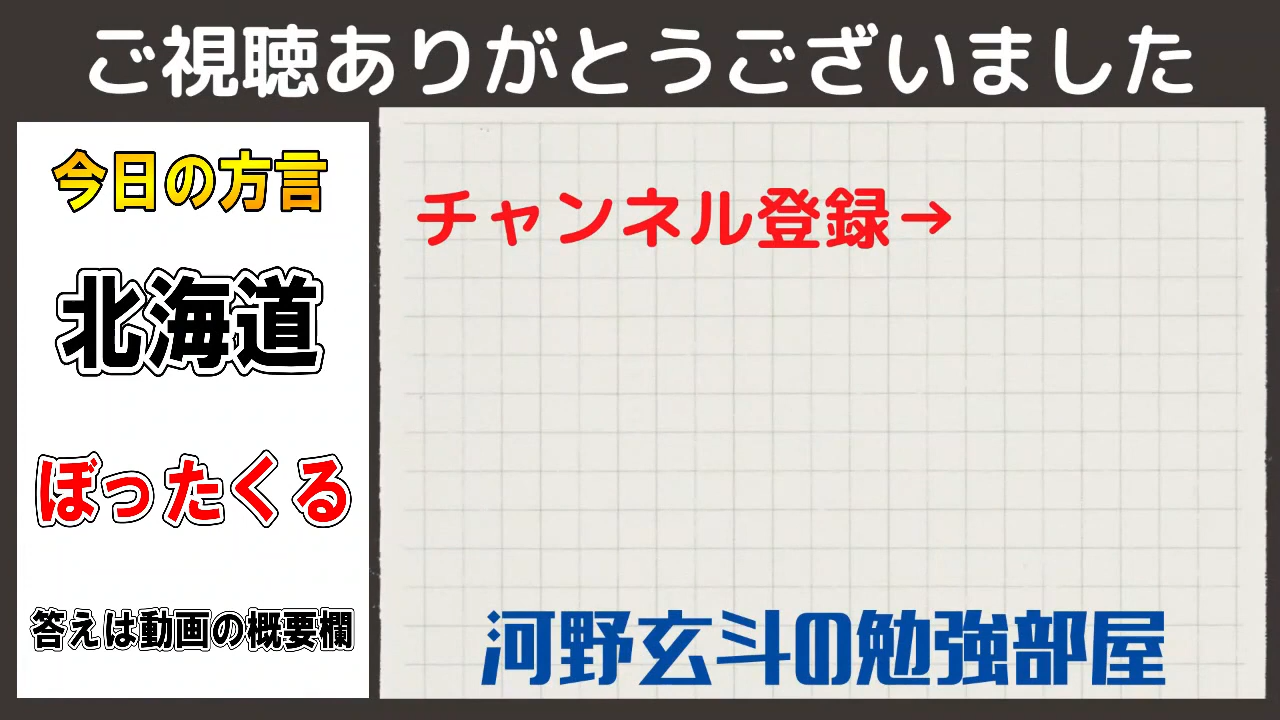 ご視聴ありがとうございました
今日の方言
北海道
ぼったくる
答えは動画の概要欄
チャンネル登録→
河野玄斗の勉強部屋